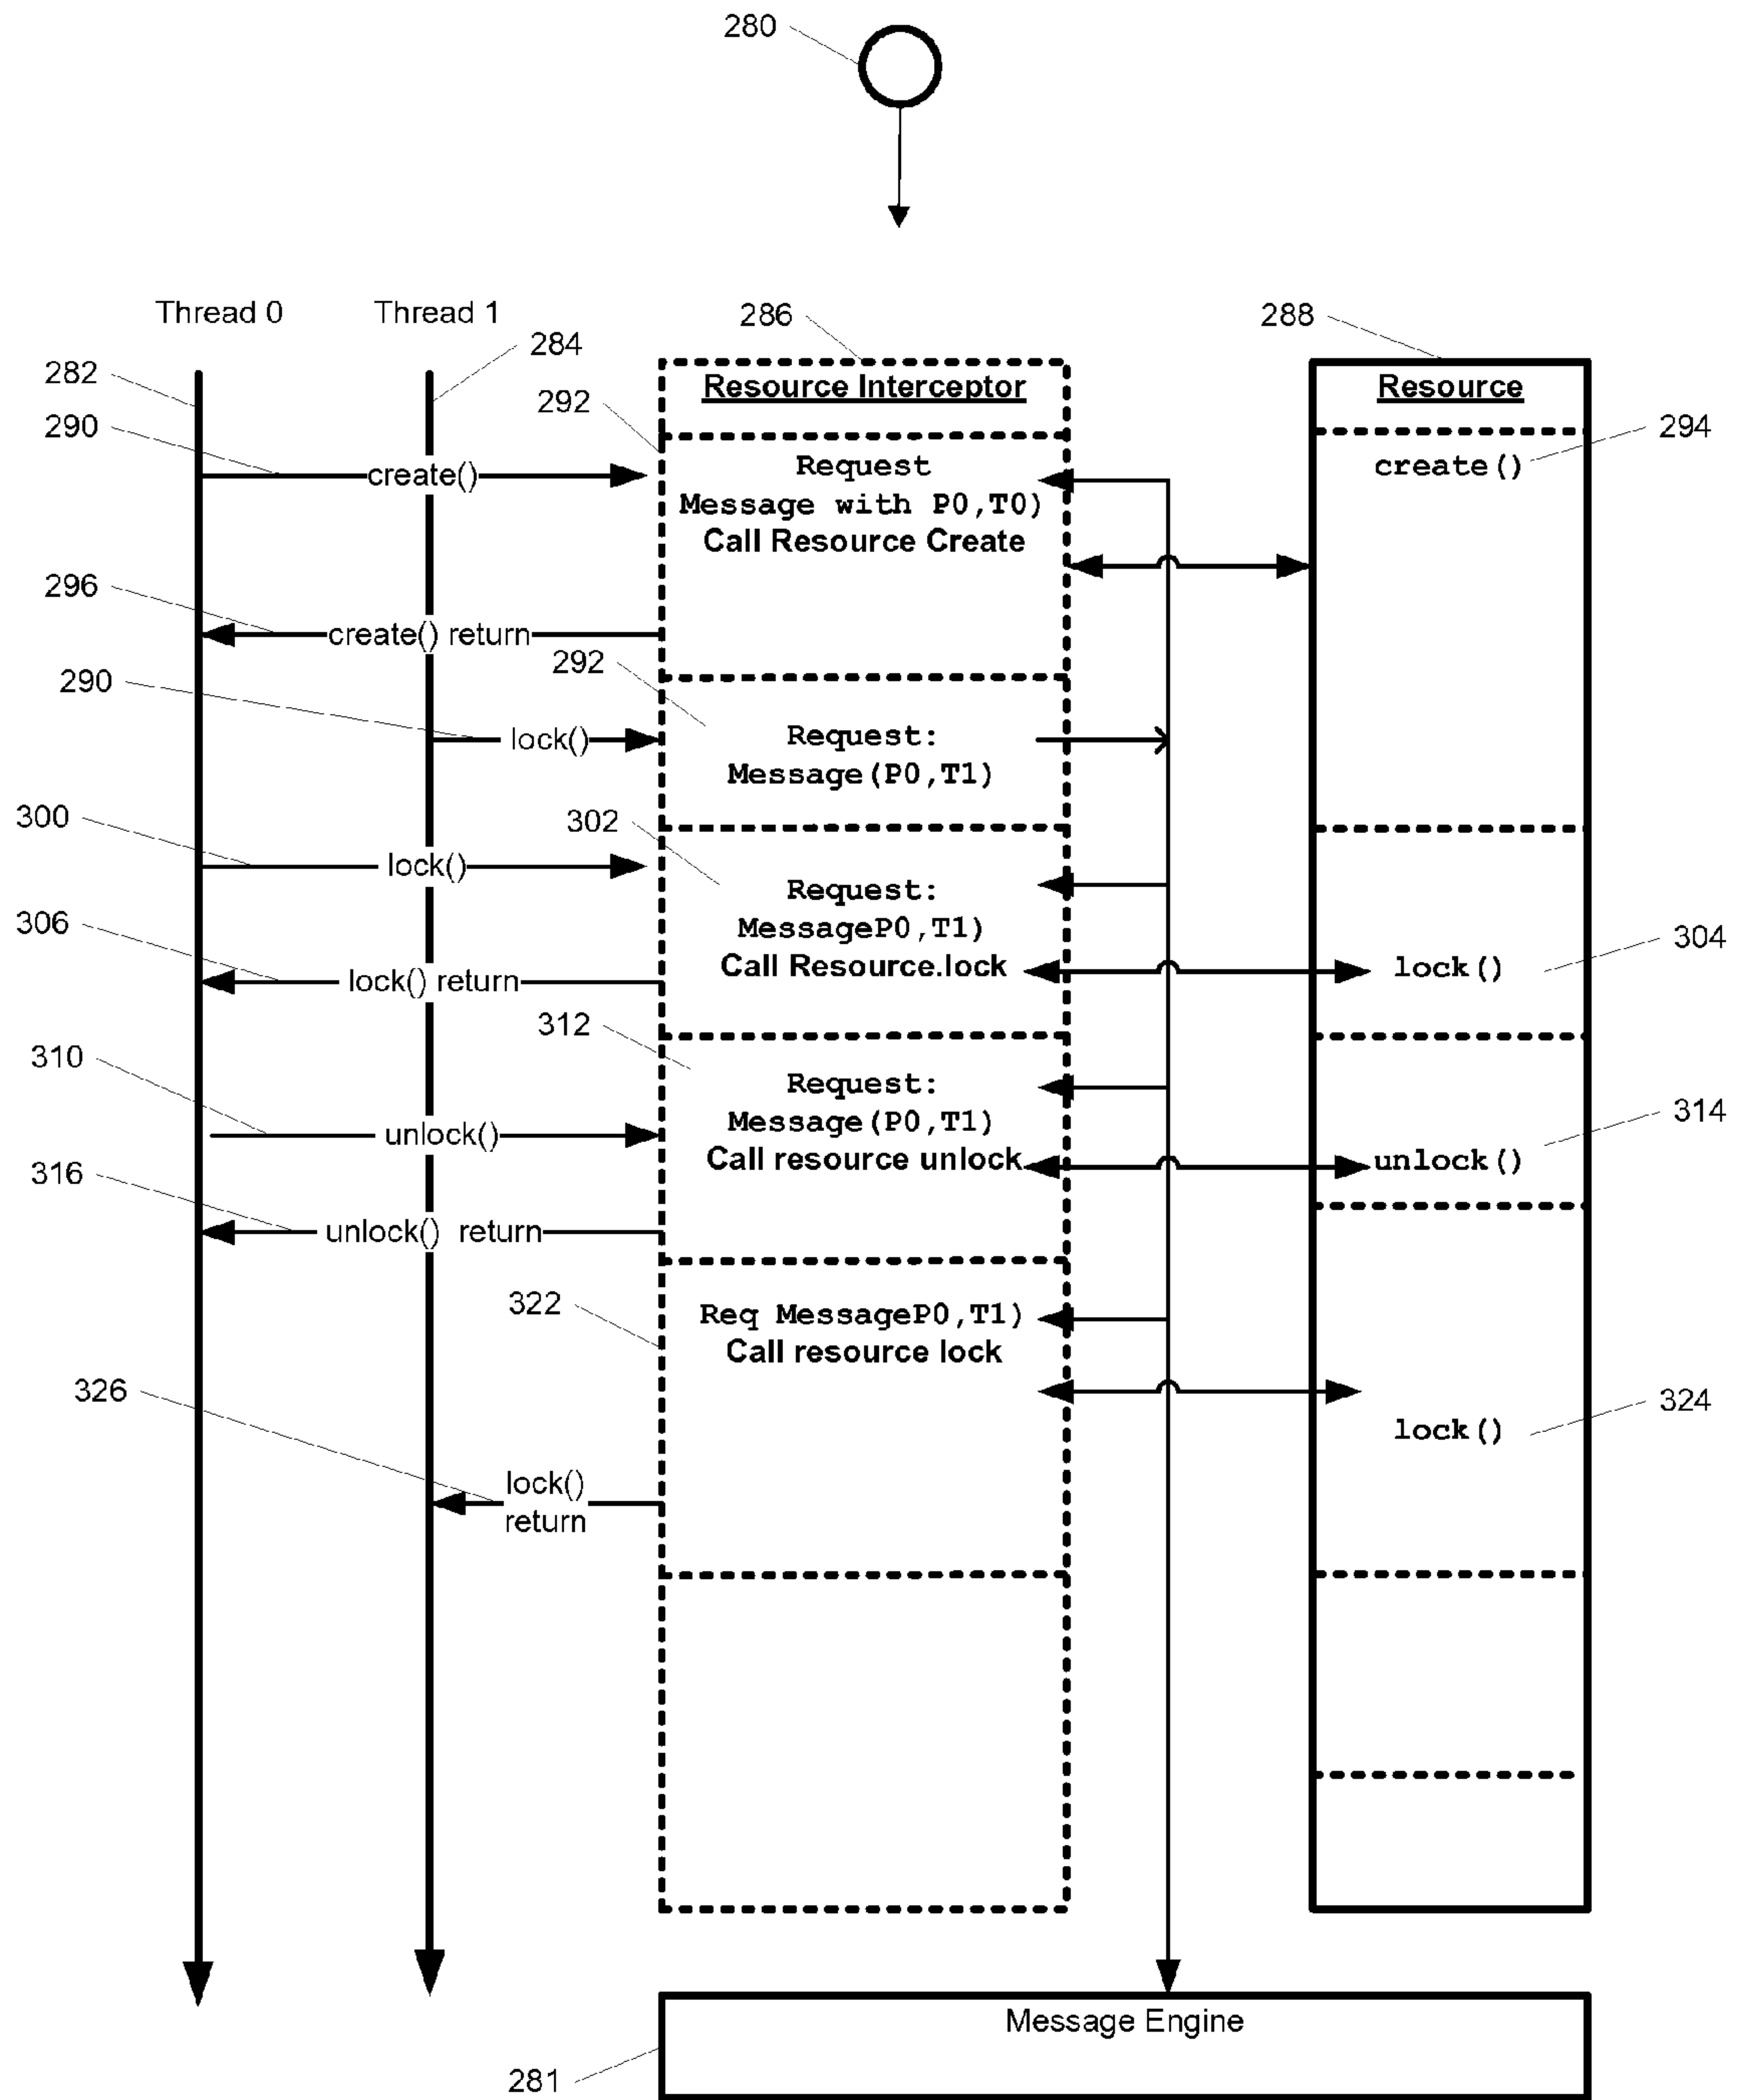 280
Thread 0
Thread 1
286
288
284
282
Resource Interceptor
Resource
292
290
294
create()
Request
create()
Message with P0,T0)
Call Resource Create
296
create() return
292
290
lock()
Request:
Message(P0,T1)
300
302
lock()
Request:
306
MessageP0,T1)
304
lock() return
Call Resource.lock
lock()
312
310
Request:
314
Message(P0,T1)
unlock()
Call resource unlock
unlock()
316
unlock() return
322
Req MessageP0,T1)
Call resource lock
326
324
lock()
lock()
return
Message Engine
281